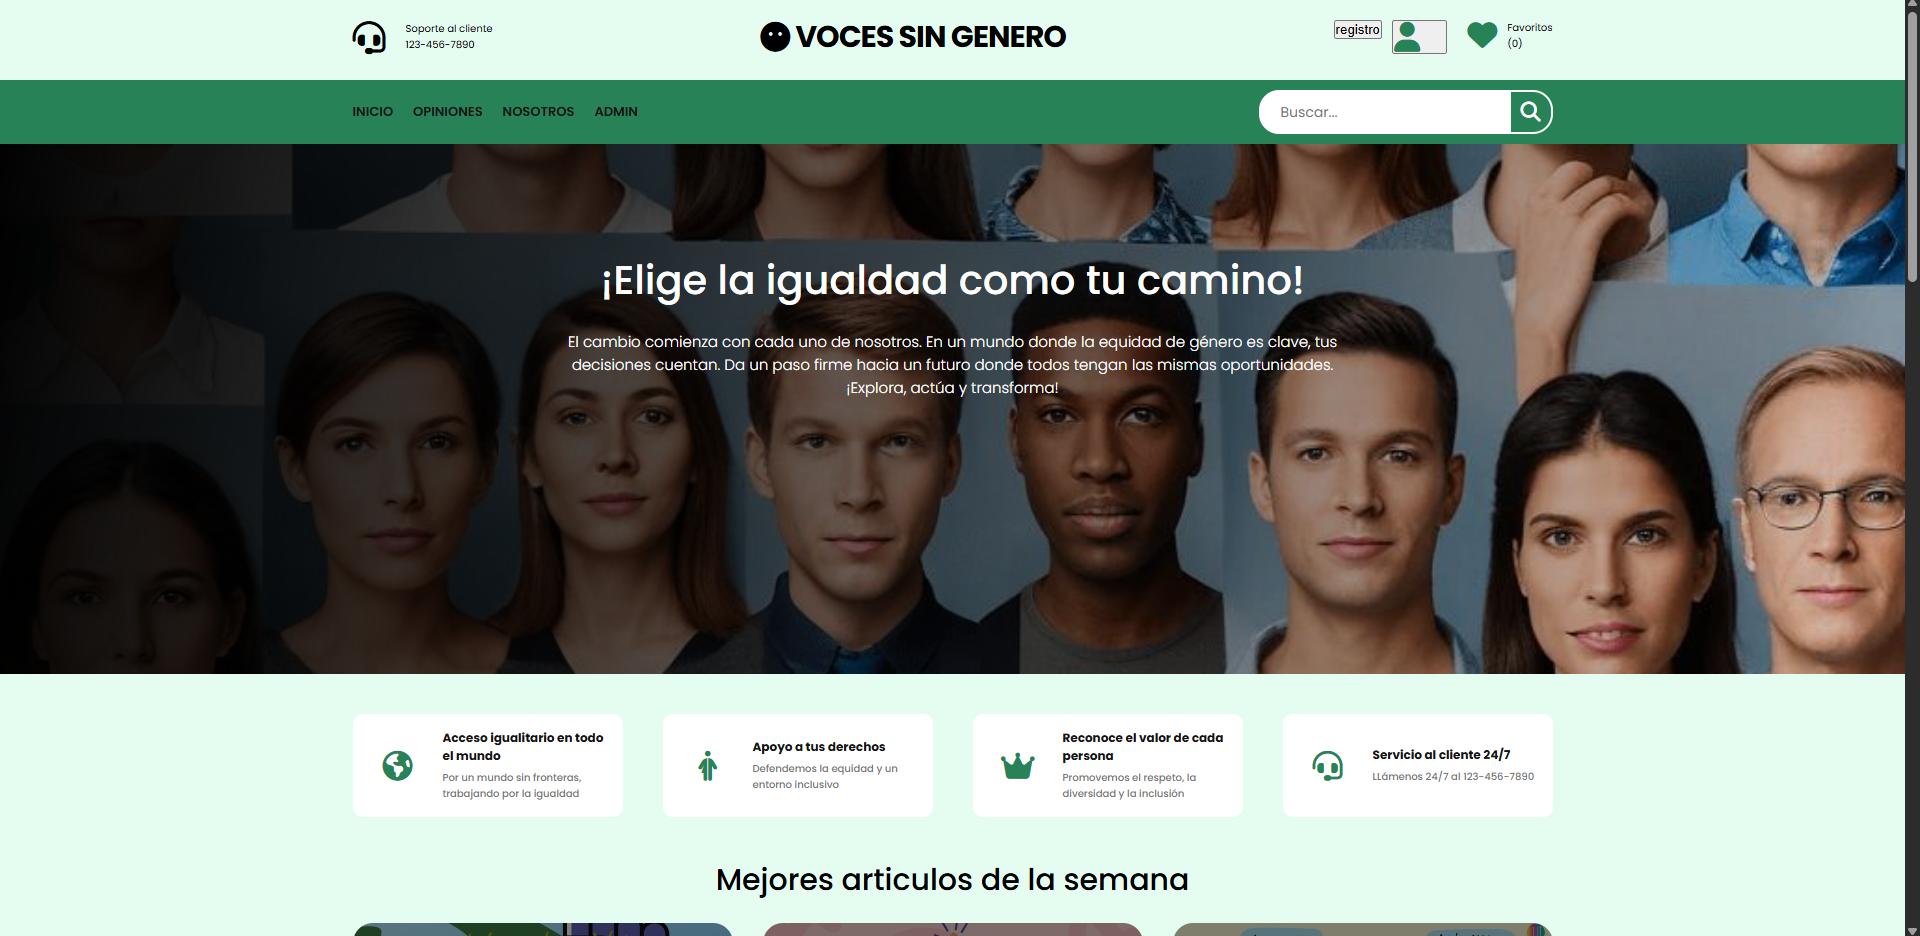 Soporte al cliente
123-456-7890
VOCES SIN GENERO
registro
Favoritos
(0)
INICIO OPINIONES NOSOTROS ADMIN
Buscar...
¡Elige la igualdad como tu camino!
El cambio comienza con cada uno de nosotros. En un mundo donde la equidad de género es clave, tus
decisiones cuentan. Da un paso firme hacia un futuro donde todos tengan las mismas oportunidades.
¡Explora, actúa y transforma!
Acceso igualitario en todo
el mundo
Por un mundo sin fronteras,
trabajando por la igualdad
Apoyo a tus derechos
Defendemos la equidad y un
entorno inclusivo
Reconoce el valor de cada
persona
Promovemos el respeto, la
diversidad y la inclusión
Servicio al cliente 24/7
LLámenos 24/7 al 123-456-7890
Mejores articulos de la semana